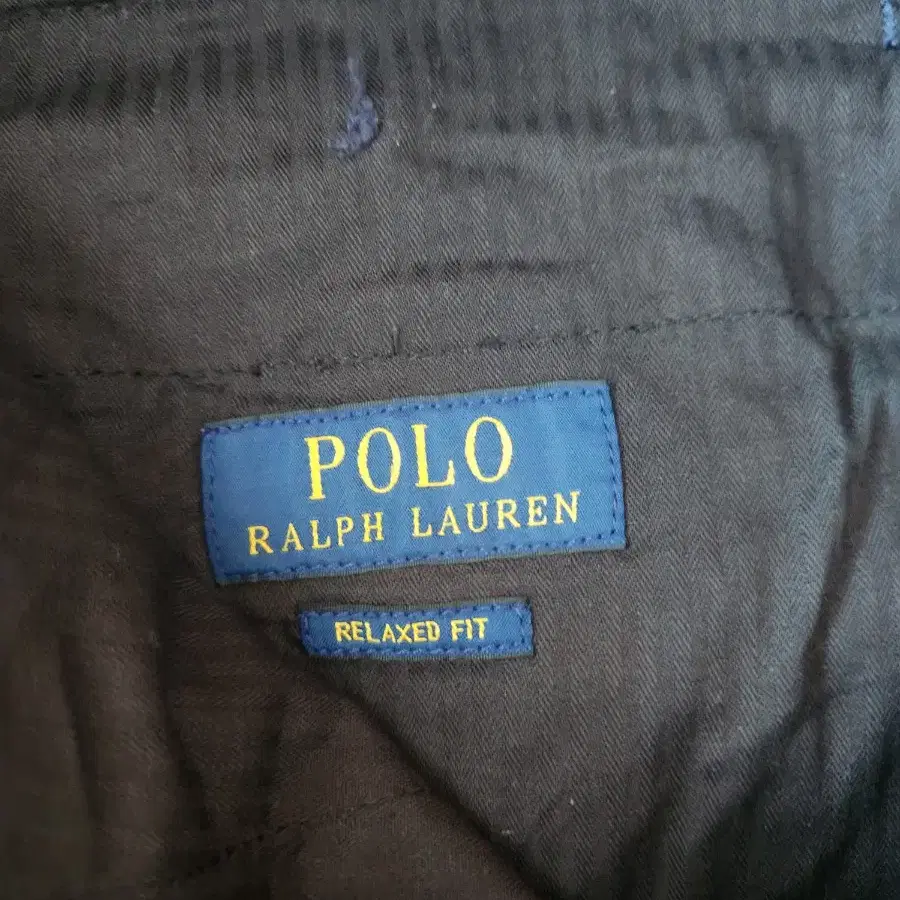 POLO
RALPH LAUREN
RELAXED FIT